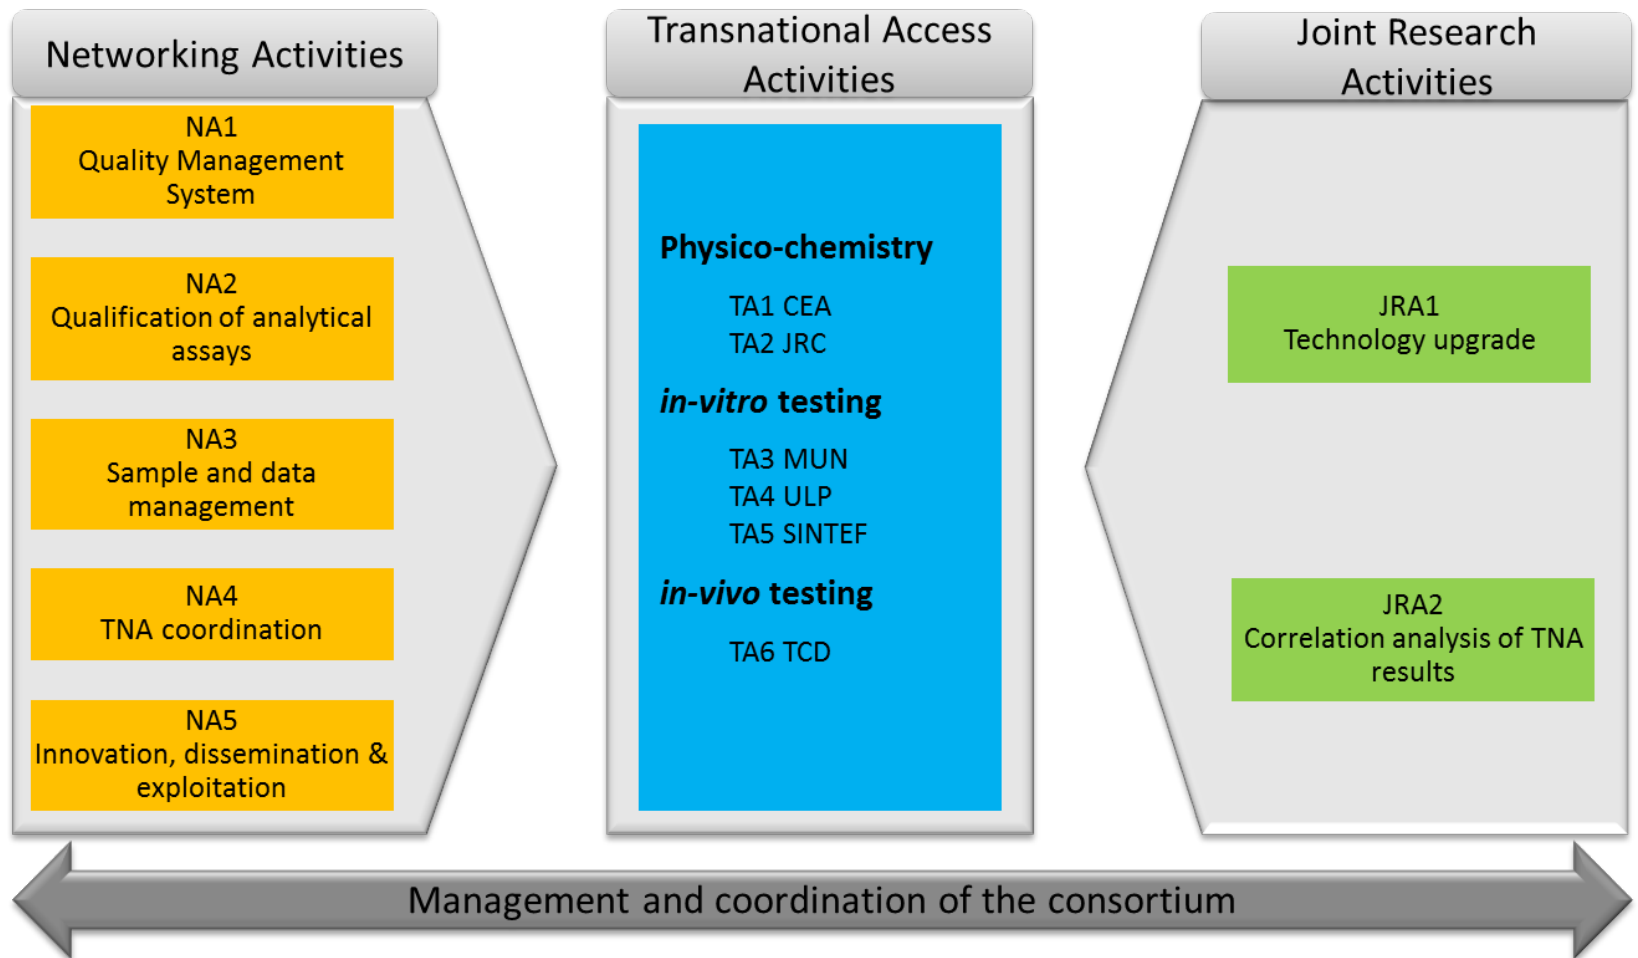 Networking Activities
NA1
Quality Management
System
NA2
Qualification of analytical
assays
NA3
Sample and data
management
NA4
TNA coordination
NA5
Innovation, dissemination &
exploitation
Transnational Access
Activities
Physico-chemistry
TA1 CEA
TA2 JRC
in-vitro testing
TA3 MUN
TA4 ULP
TA5 SINTEF
in-vivo testing
TA6 TCD
Joint Research
Activities
JRA1
Technology upgrade
JRA2
Correlation analysis of TNA
results
Management and coordination of the consortium